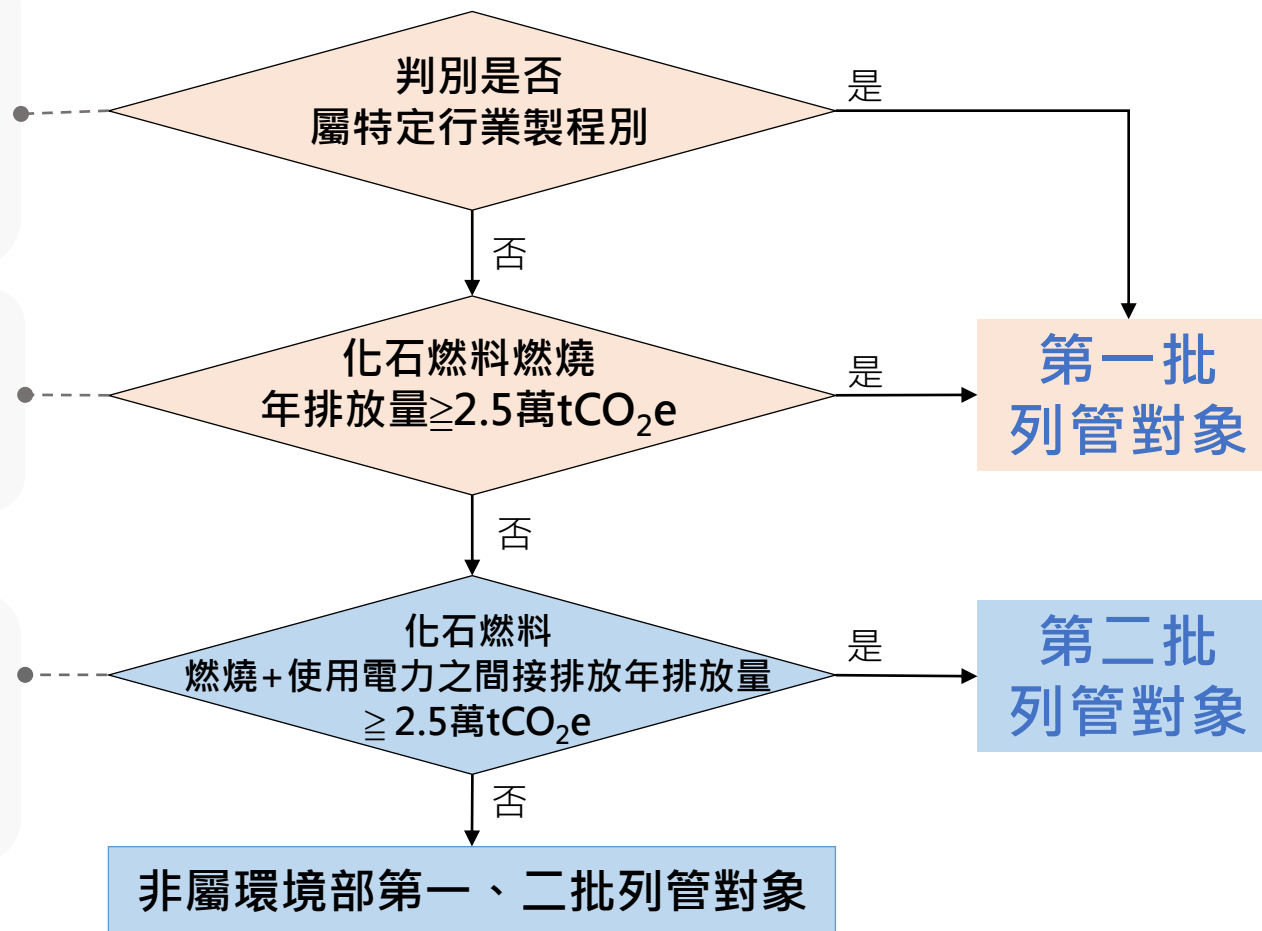 判別是否
屬特定行業製程別
是
否
化石燃料燃燒
年排放量≧2.5萬tCO₂e
是
第一批
列管對象
否
化石燃料
燃燒+使用電力之間接排放年排放量
≧ 2.5萬tCO₂e
是
第二批
列管對象
否
非屬環境部第一、二批列管對象